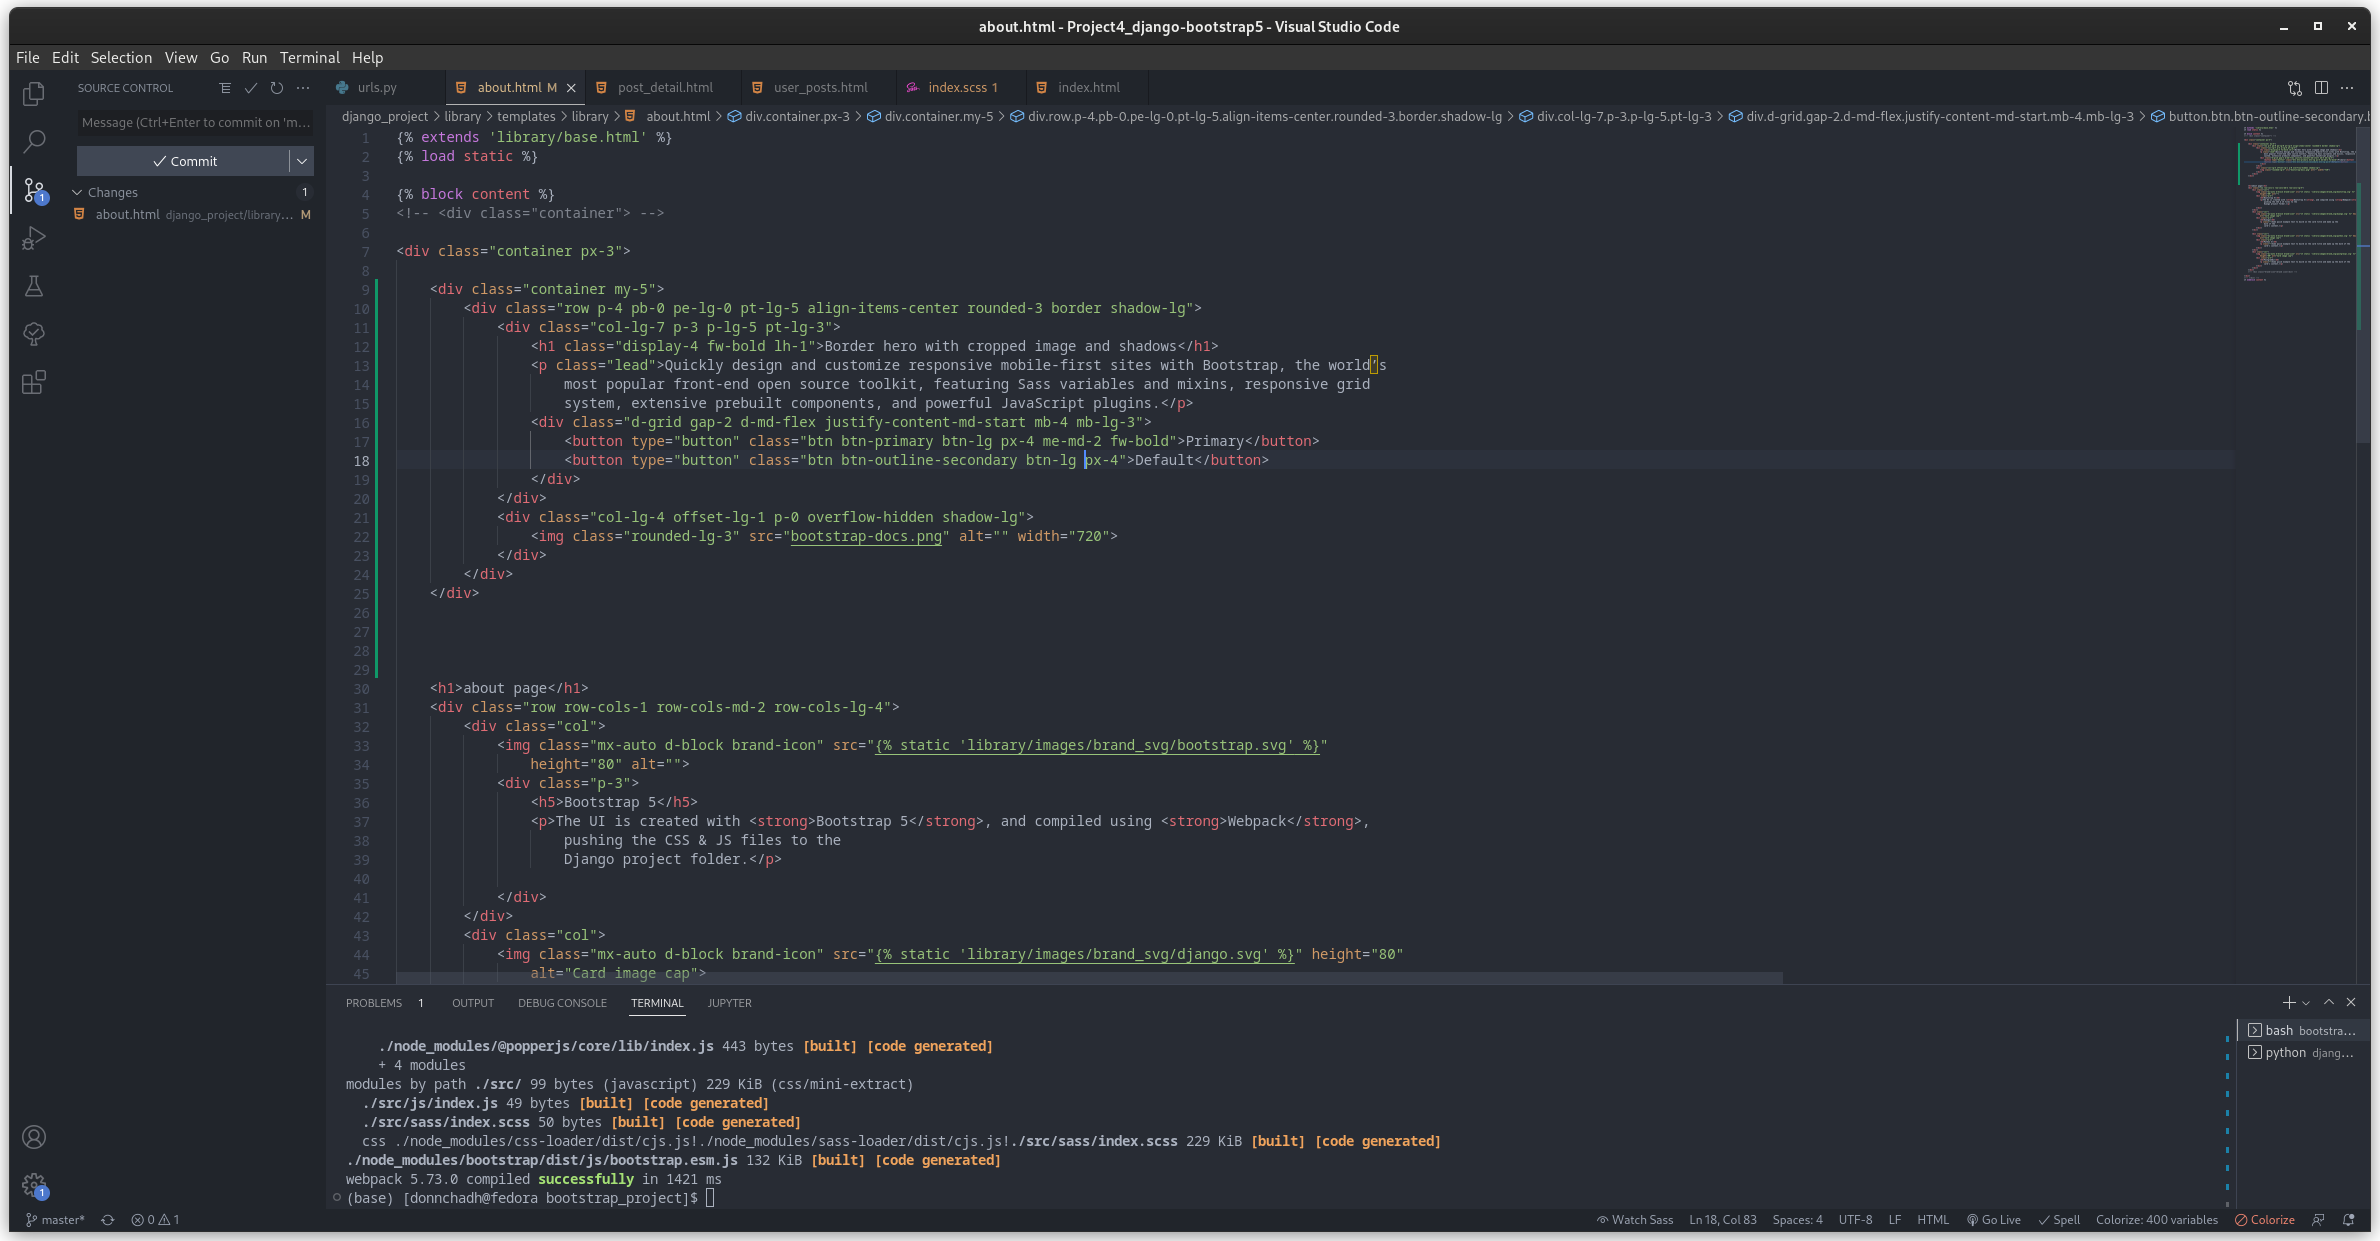 about.html - Project4_django-bootstrap5 - Visual Studio Code
File Edit Selection View Go Run Terminal Help
SOURCE CONTROL
urls.py about.html M post_detail.html user_posts.html index.scss 1 index.html
Message (Ctrl+Enter to commit on 'm...
Commit
Changes 1
about.html django_project/library... M
1
1
django_project > library > templates > library > about.html > div.container.px-3 > div.container.my-5 > div.row.p-4.pb-0.pe-lg-0.pt-lg-5.align-items-center.rounded-3.border.shadow-lg > div.col-lg-7.p-3.p-lg-5.pt-lg-3 > div.d-grid.gap-2.d-md-flex.justify-content-md-start.mb-4.mb-lg-3 > button.btn.btn-outline-secondary.b
1 {% extends 'library/base.html' %}
2 {% load static %}
3
4 {% block content %}
5 <!-- <div class="container"> -->
6
7 <div class="container px-3">
8
9     <div class="container my-5">
10         <div class="row p-4 pb-0 pe-lg-0 pt-lg-5 align-items-center rounded-3 border shadow-lg">
11             <div class="col-lg-7 p-3 p-lg-5 pt-lg-3">
12                 <h1 class="display-4 fw-bold lh-1">Border hero with cropped image and shadows</h1>
13                 <p class="lead">Quickly design and customize responsive mobile-first sites with Bootstrap, the world’s
14                     most popular front-end open source toolkit, featuring Sass variables and mixins, responsive grid
15                     system, extensive prebuilt components, and powerful JavaScript plugins.</p>
16                 <div class="d-grid gap-2 d-md-flex justify-content-md-start mb-4 mb-lg-3">
17                     <button type="button" class="btn btn-primary btn-lg px-4 me-md-2 fw-bold">Primary</button>
18                     <button type="button" class="btn btn-outline-secondary btn-lg px-4">Default</button>
19                 </div>
20             </div>
21             <div class="col-lg-4 offset-lg-1 p-0 overflow-hidden shadow-lg">
22                 <img class="rounded-lg-3" src="bootstrap-docs.png" alt="" width="720">
23             </div>
24         </div>
25     </div>
26
27
28
29
30     <h1>about page</h1>
31     <div class="row row-cols-1 row-cols-md-2 row-cols-lg-4">
32         <div class="col">
33             <img class="mx-auto d-block brand-icon" src="{% static 'library/images/brand_svg/bootstrap.svg' %}"
34                 height="80" alt="">
35             <div class="p-3">
36                 <h5>Bootstrap 5</h5>
37                 <p>The UI is created with <strong>Bootstrap 5</strong>, and compiled using <strong>Webpack</strong>,
38                     pushing the CSS & JS files to the
39                     Django project folder.</p>
40
41             </div>
42         </div>
43         <div class="col">
44             <img class="mx-auto d-block brand-icon" src="{% static 'library/images/brand_svg/django.svg' %}" height="80"
45                 alt="Card image cap">
PROBLEMS 1 OUTPUT DEBUG CONSOLE TERMINAL JUPYTER
bash bootstra...
python djang...
./node_modules/@popperjs/core/lib/index.js 443 bytes [built] [code generated]
+ 4 modules
modules by path ./src/ 99 bytes (javascript) 229 KiB (css/mini-extract)
./src/js/index.js 49 bytes [built] [code generated]
./src/sass/index.scss 50 bytes [built] [code generated]
css ./node_modules/css-loader/dist/cjs.js!./node_modules/sass-loader/dist/cjs.js!./src/sass/index.scss 229 KiB [built] [code generated]
./node_modules/bootstrap/dist/js/bootstrap.esm.js 132 KiB [built] [code generated]
webpack 5.73.0 compiled successfully in 1421 ms
(base) [donnchadh@fedora bootstrap_project]$
master* 0 1 Watch Sass Ln 18, Col 83 Spaces: 4 UTF-8 LF HTML Go Live Spell Colorize: 400 variables Colorize